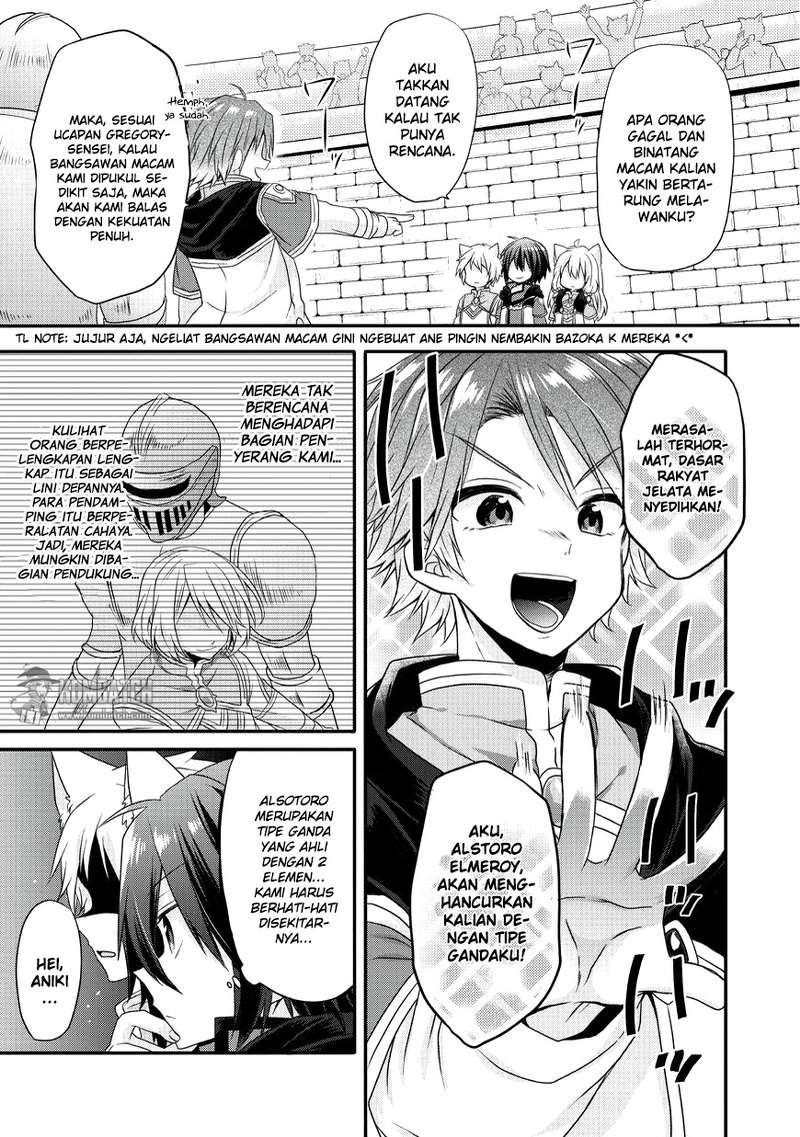 APA ORANG
GAGAL DAN
BINATANG
MACAM KALIAN
YAKIN BERTA-
RUNG MELA-
WANKU?
AKU
TAKKAN
DATANG
KALAU TAK
PUNYA
RENCANA.
Hemph,
ya sudah
MAKA, SESUAI
UCAPAN GREGORY-
SENSEI, KALAU
BANGSAWAN MACAM
KAMI DIPUKUL SE-
DIKIT SAJA, MAKA
AKAN KAMI BALAS
DENGAN KEKUATAN
PENUH.
TL NOTE: JUJUR AJA, NGELIAT BANGSAWAN MACAM GINI NGEBUAT ANE PINGIN NEMBAKIN BAZOKA K MEREKA *<*
MERASA-
LAH TERHOR-
MAT, DASAR
RAKYAT
JELATA ME-
NYEDIHKAN!
AKU,
ALSTORO
ELMEROY,
AKAN MENG-
HANCURKAN
KALIAN DE-
NGAN TIPE
GANDAKU!
MEREKA TAK
BERENCANA
MENGHADAPI
BAGIAN PEN-
YERANG KAMI...
KULIHAT
ORANG BERPE-
LENGKAPAN LENG-
KAP ITU SEBAGAI
LINI DEPANNYA.
PARA PENDAM-
PING ITU BERPE-
RALATAN CAHAYA.
JADI, MEREKA
MUNGKIN DIBA-
GIAN PENDUKUNG...
ALSOTORO
MERUPAKAN
TIPE GANDA
YANG AHLI
DENGAN 2
ELEMEN...
KAMI HARUS
BERHATI-HATI
DISEKITAR-
NYA...
HEI,
ANIKI
...